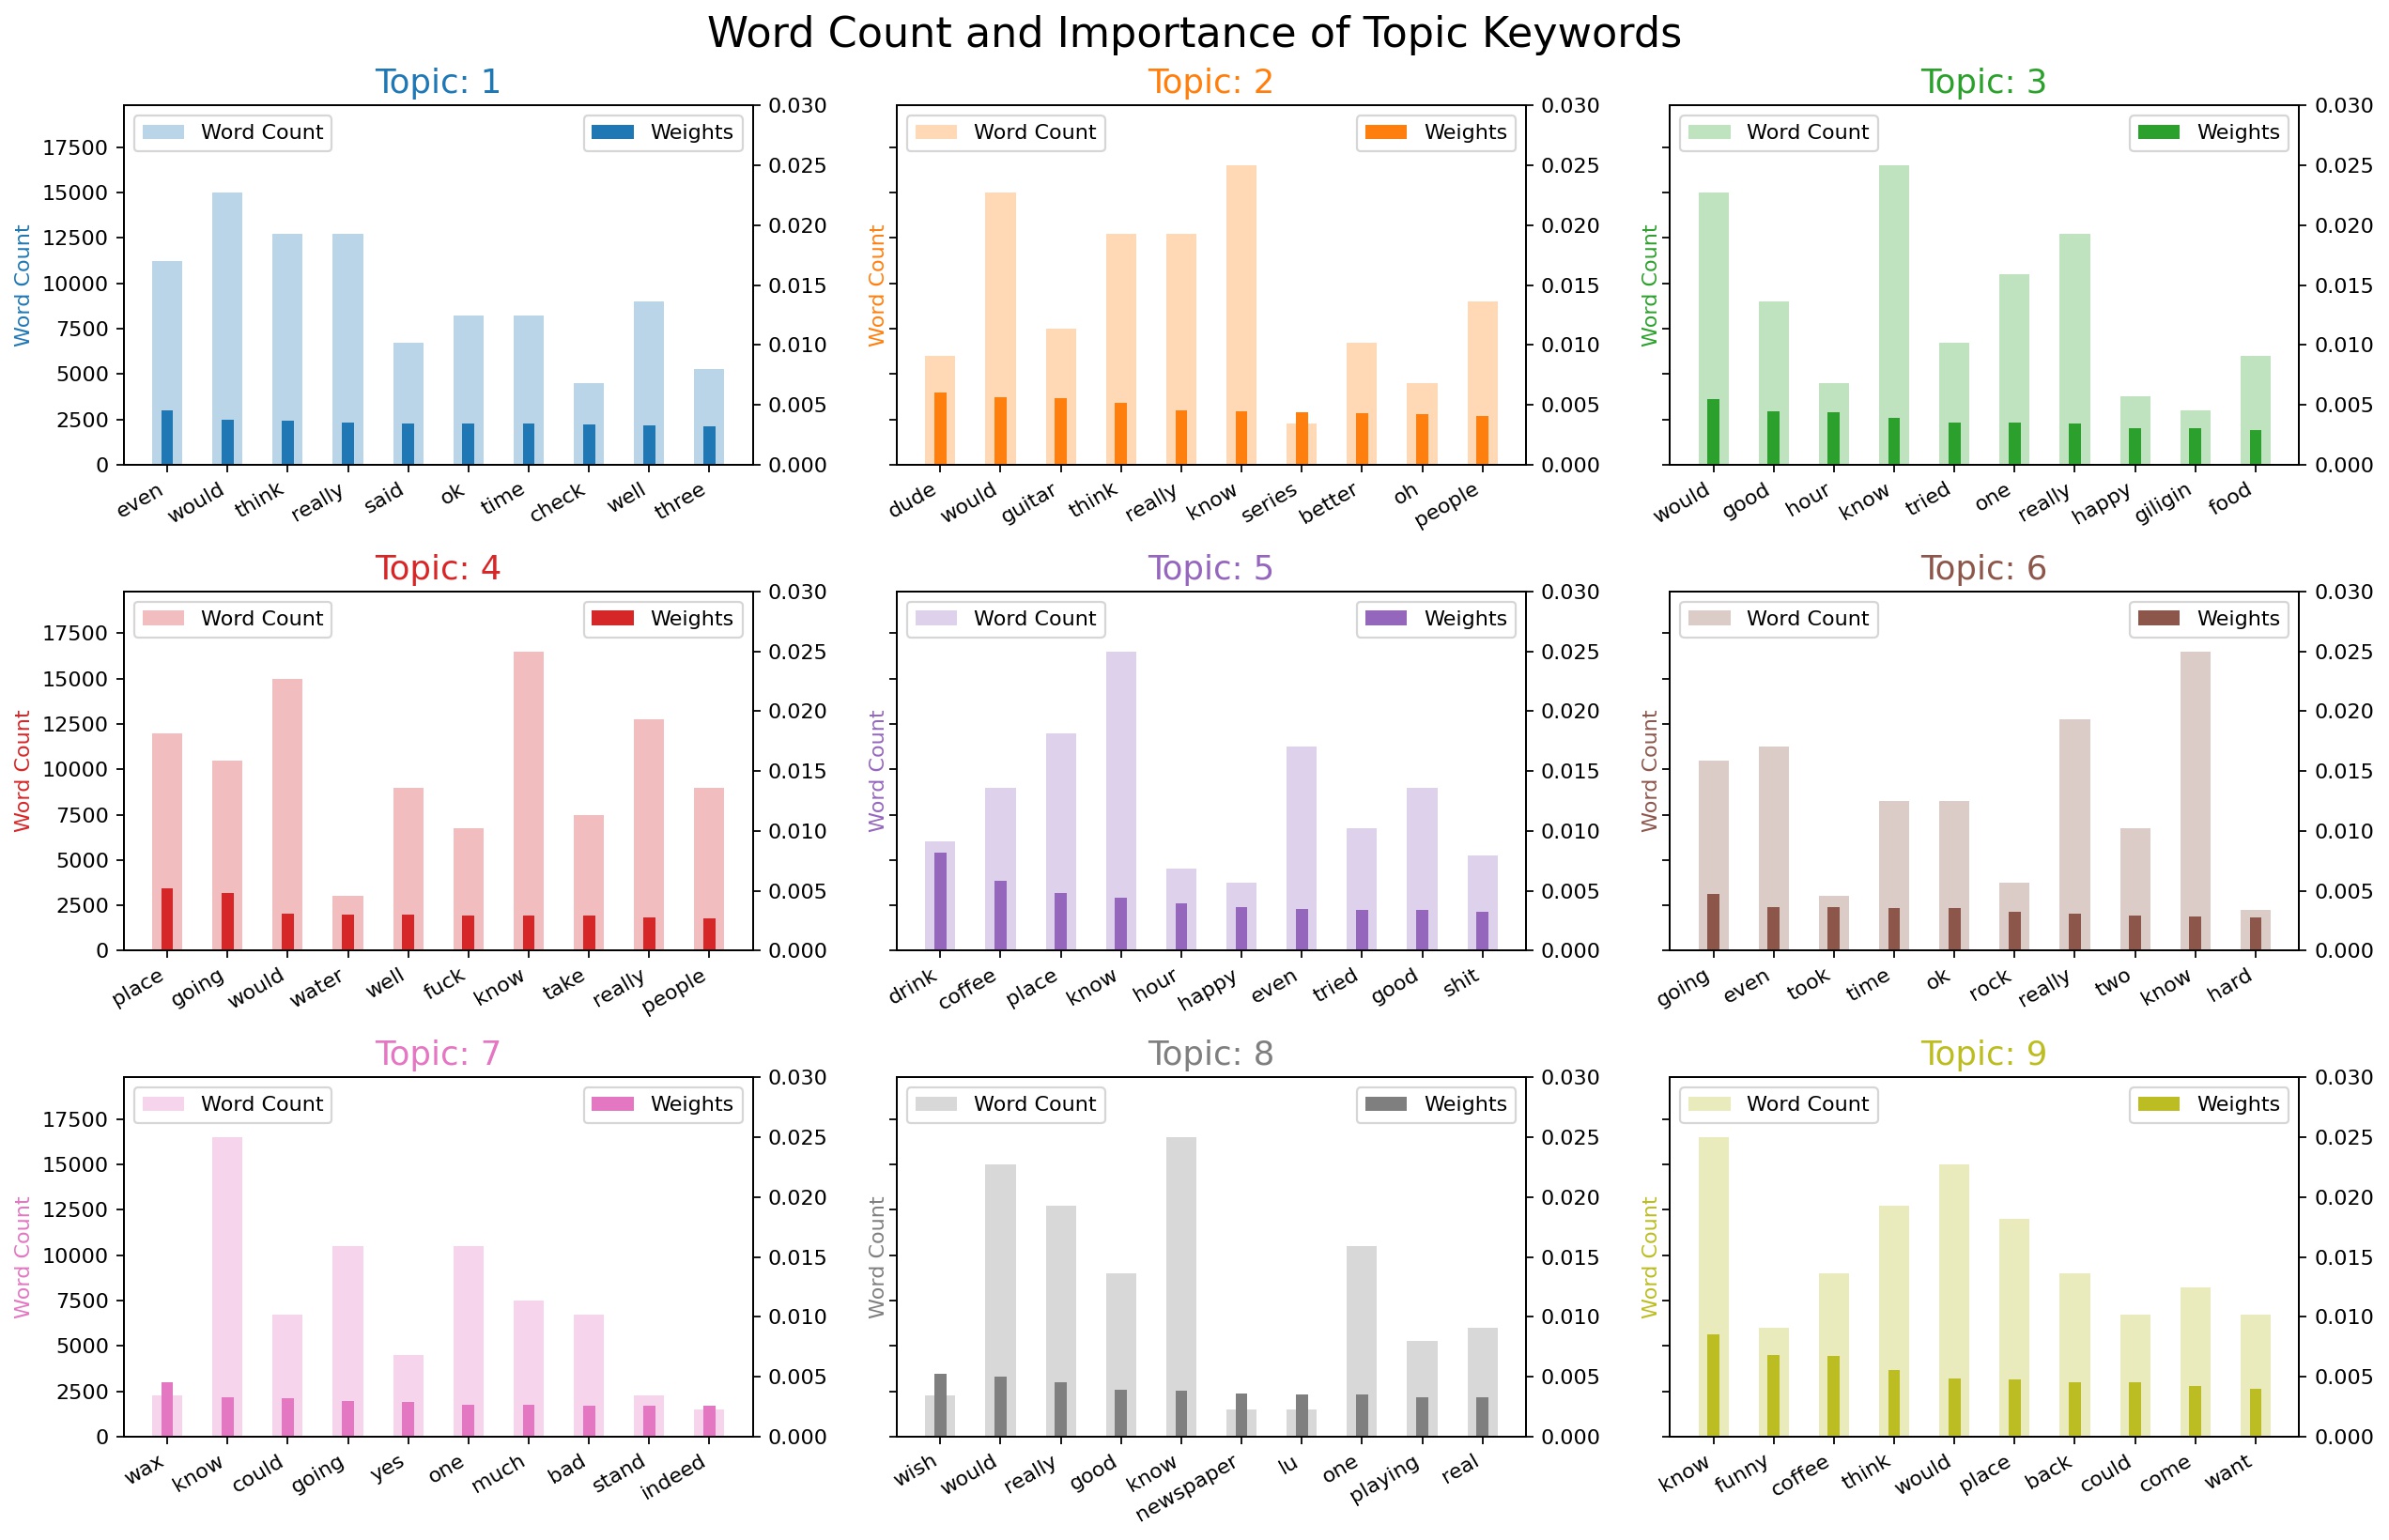 Word Count and Importance of Topic Keywords
Topic: 1
Word Count
Weights
Word Count
17500
15000
12500
10000
7500
5000
2500
0
0.030
0.025
0.020
0.015
0.010
0.005
0.000
even would think really said ok time check well three
Topic: 2
Word Count
Weights
Word Count
0.030
0.025
0.020
0.015
0.010
0.005
0.000
dude would guitar think really know series better oh people
Topic: 3
Word Count
Weights
Word Count
0.030
0.025
0.020
0.015
0.010
0.005
0.000
would good hour know tried one really happy giligin food
Topic: 4
Word Count
Weights
Word Count
17500
15000
12500
10000
7500
5000
2500
0
0.030
0.025
0.020
0.015
0.010
0.005
0.000
place going would water well fuck know take really people
Topic: 5
Word Count
Weights
Word Count
0.030
0.025
0.020
0.015
0.010
0.005
0.000
drink coffee place know hour happy even tried good shit
Topic: 6
Word Count
Weights
Word Count
0.030
0.025
0.020
0.015
0.010
0.005
0.000
going even took time ok rock really two know hard
Topic: 7
Word Count
Weights
Word Count
17500
15000
12500
10000
7500
5000
2500
0
0.030
0.025
0.020
0.015
0.010
0.005
0.000
wax know could going yes one much bad stand indeed
Topic: 8
Word Count
Weights
Word Count
0.030
0.025
0.020
0.015
0.010
0.005
0.000
wish would really good know newspaper lu one playing real
Topic: 9
Word Count
Weights
Word Count
0.030
0.025
0.020
0.015
0.010
0.005
0.000
know funny coffee think would place back could come want